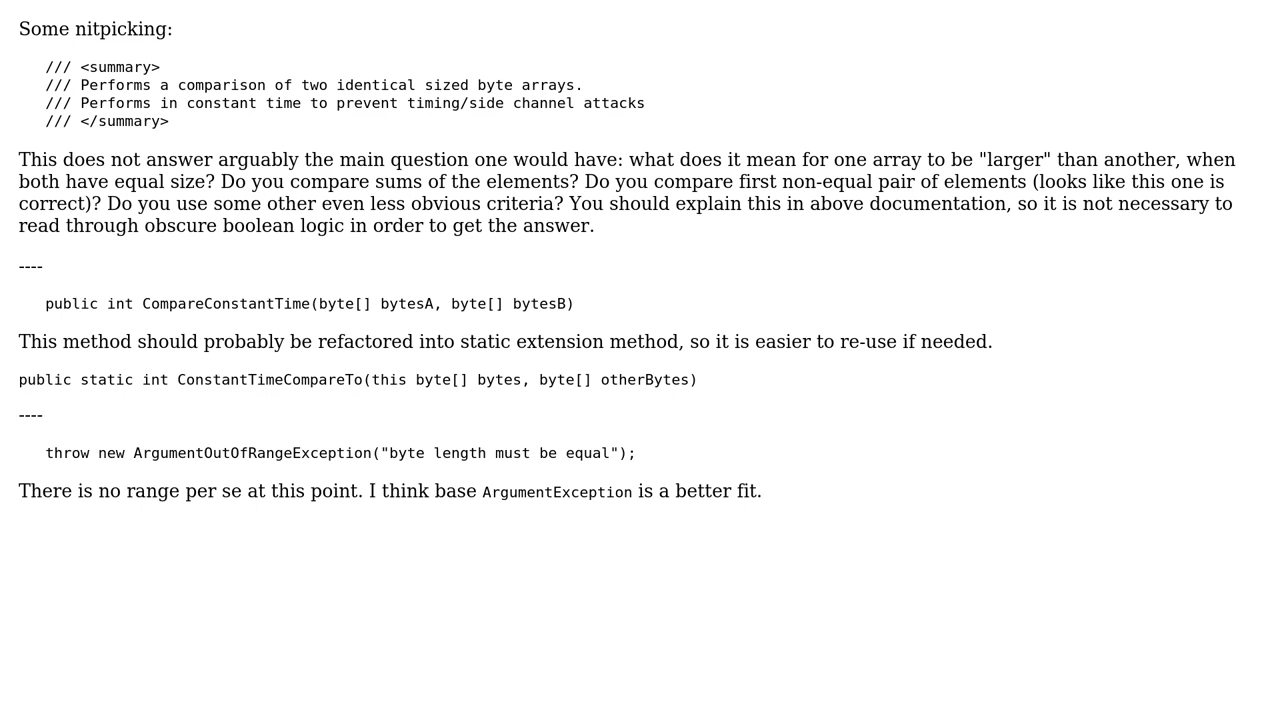 Some nitpicking:
/// <summary>
/// Performs a comparison of two identical sized byte arrays.
/// Performs in constant time to prevent timing/side channel attacks
/// </summary>
This does not answer arguably the main question one would have: what does it mean for one array to be "larger" than another, when
both have equal size? Do you compare sums of the elements? Do you compare first non-equal pair of elements (looks like this one is
correct)? Do you use some other even less obvious criteria? You should explain this in above documentation, so it is not necessary to
read through obscure boolean logic in order to get the answer.
----
public int CompareConstantTime(byte[] bytesA, byte[] bytesB)
This method should probably be refactored into static extension method, so it is easier to re-use if needed.
public static int ConstantTimeCompareTo(this byte[] bytes, byte[] otherBytes)
----
throw new ArgumentOutOfRangeException("byte length must be equal");
There is no range per se at this point. I think base ArgumentException is a better fit.